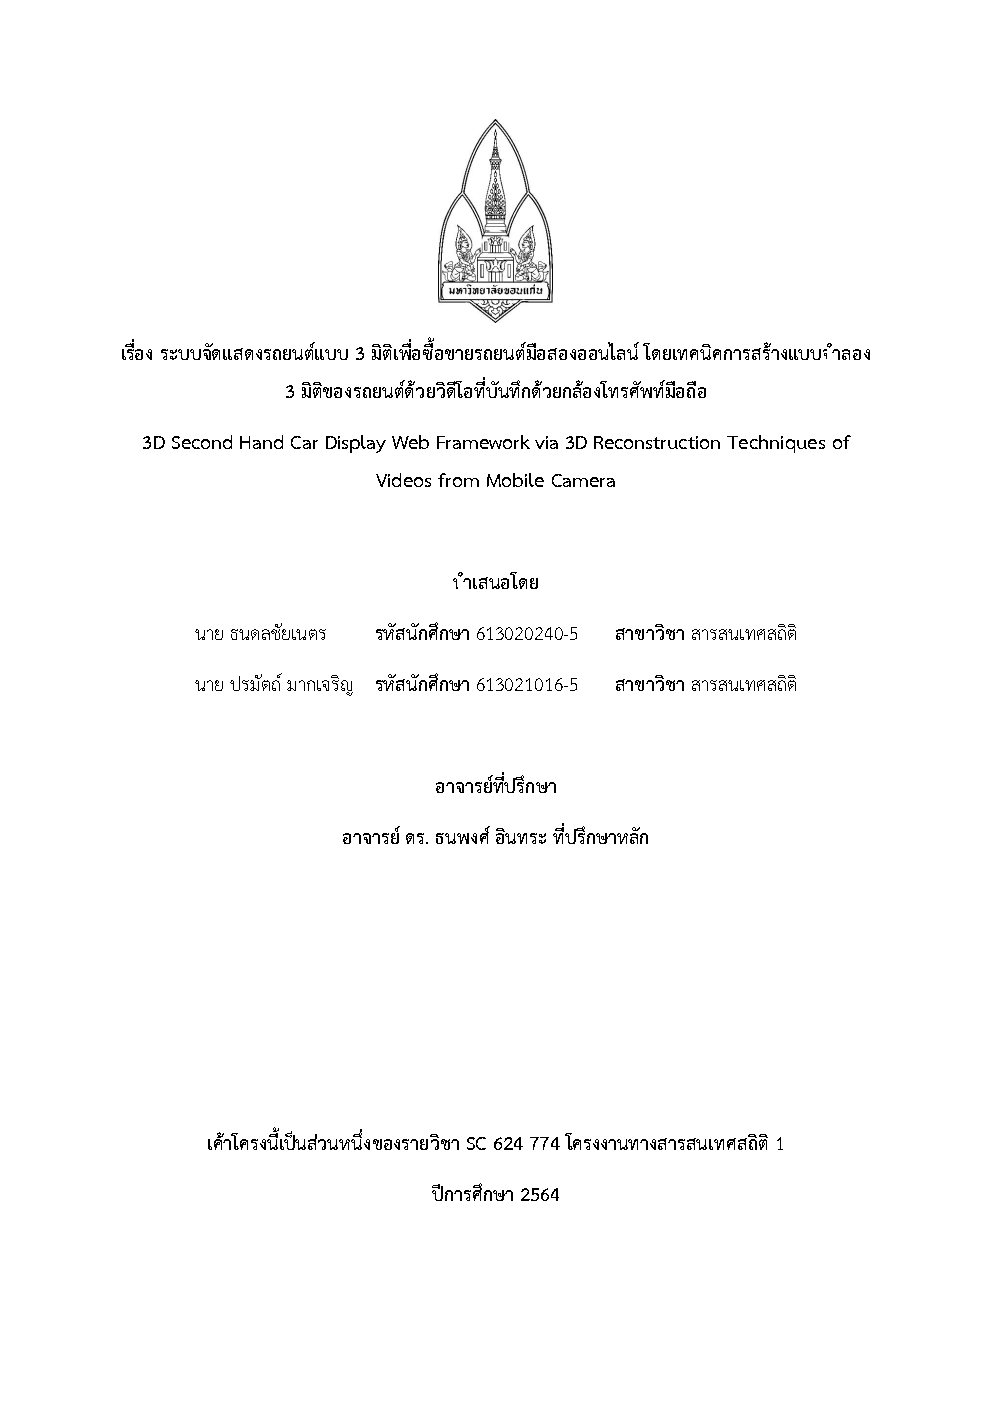 มหาวิทยาลัยขอนแก่น
เรื่อง ระบบจัดแสดงรถยนต์แบบ 3 มิติเพื่อซื้อขายรถยนต์มือสองออนไลน์ โดยเทคนิคการสร้างแบบจำลอง
3 มิติของรถยนต์ด้วยวิดีโอที่บันทึกด้วยกล้องโทรศัพท์มือถือ
3D Second Hand Car Display Web Framework via 3D Reconstruction Techniques of
Videos from Mobile Camera
นำเสนอโดย
นาย ธนดลชัยเนตร รหัสนักศึกษา 613020240-5 สาขาวิชา สารสนเทศสถิติ
นาย ปรมัตถ์ มากเจริญ รหัสนักศึกษา 613021016-5 สาขาวิชา สารสนเทศสถิติ
อาจารย์ที่ปรึกษา
อาจารย์ ดร. ธนพงศ์ อินทระ ที่ปรึกษาหลัก
เค้าโครงนี้เป็นส่วนหนึ่งของรายวิชา SC 624 774 โครงงานทางสารสนเทศสถิติ 1
ปีการศึกษา 2564